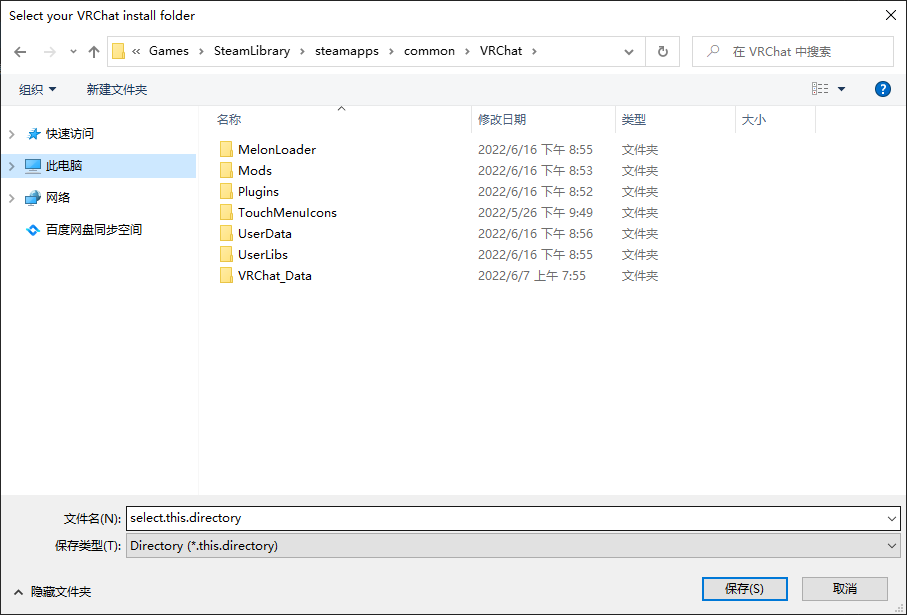 Select your VRChat install folder
« Games › SteamLibrary › steamapps › common › VRChat ›
在 VRChat 中搜索
组织 新建文件夹
?
名称 修改日期 类型 大小
快速访问
此电脑
网络
百度网盘同步空间
MelonLoader 2022/6/16 下午 8:55 文件夹
Mods 2022/6/16 下午 8:53 文件夹
Plugins 2022/6/16 下午 8:52 文件夹
TouchMenuIcons 2022/5/26 下午 9:49 文件夹
UserData 2022/6/16 下午 8:56 文件夹
UserLibs 2022/6/16 下午 8:55 文件夹
VRChat_Data 2022/6/7 上午 7:55 文件夹
文件名(N): select.this.directory
保存类型(T): Directory (*.this.directory)
隐藏文件夹
保存(S) 取消